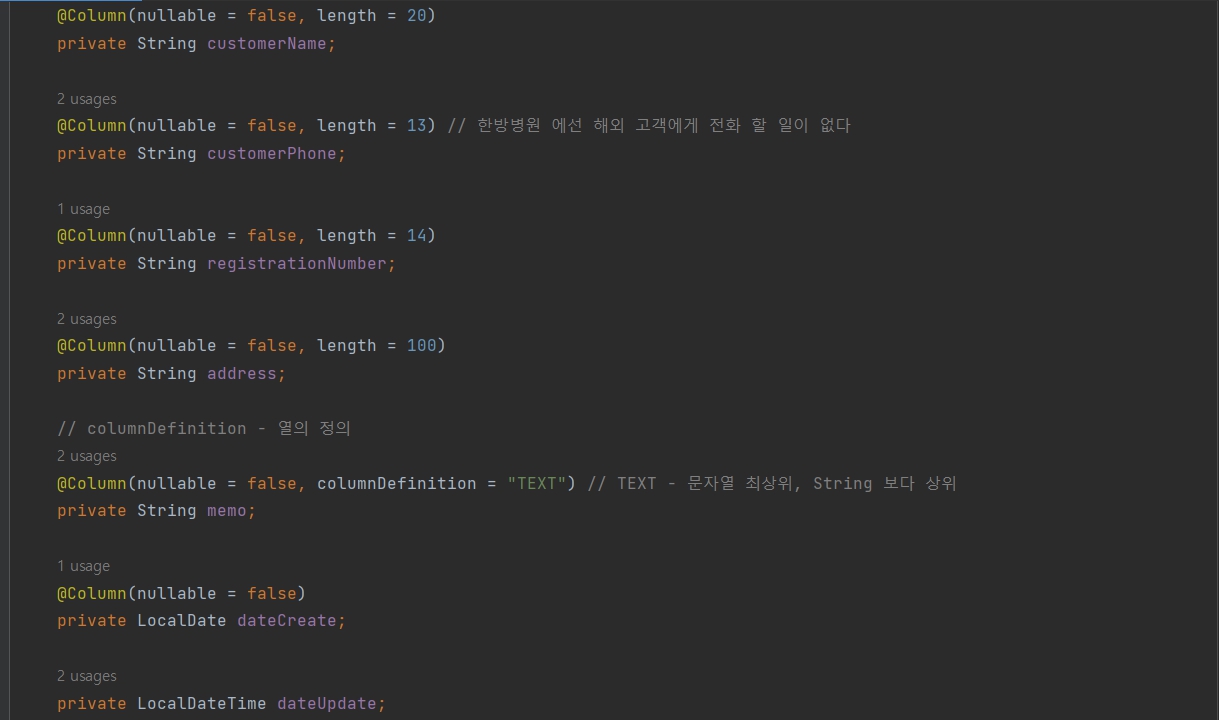 @Column(nullable = false, length = 20)
private String customerName;
2 usages
@Column(nullable = false, length = 13) // 한방병원 에선 해외 고객에게 전화 할 일이 없다
private String customerPhone;
1 usage
@Column(nullable = false, length = 14)
private String registrationNumber;
2 usages
@Column(nullable = false, length = 100)
private String address;
// columnDefinition - 열의 정의
2 usages
@Column(nullable = false, columnDefinition = "TEXT") // TEXT - 문자열 최상위, String 보다 상위
private String memo;
1 usage
@Column(nullable = false)
private LocalDate dateCreate;
2 usages
private LocalDateTime dateUpdate;